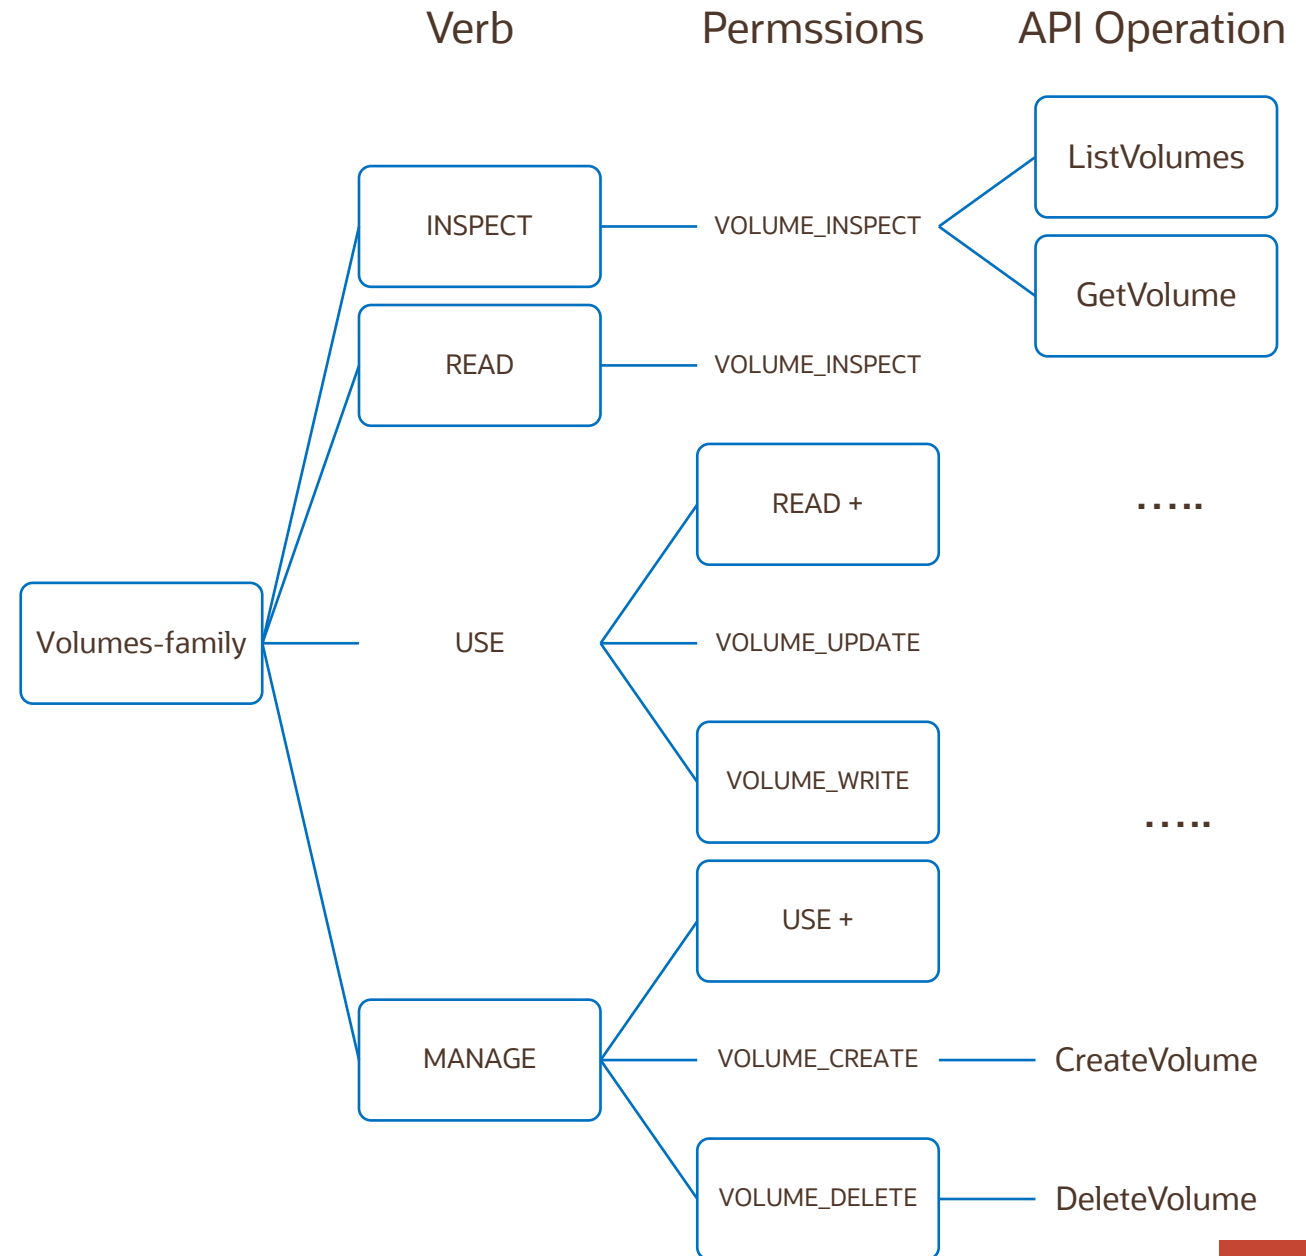 Verb Permssions API Operation
ListVolumes
INSPECT VOLUME_INSPECT
GetVolume
READ VOLUME_INSPECT
READ + .....
Volumes-family USE VOLUME_UPDATE
VOLUME_WRITE
.....
USE +
MANAGE VOLUME_CREATE CreateVolume
VOLUME_DELETE DeleteVolume